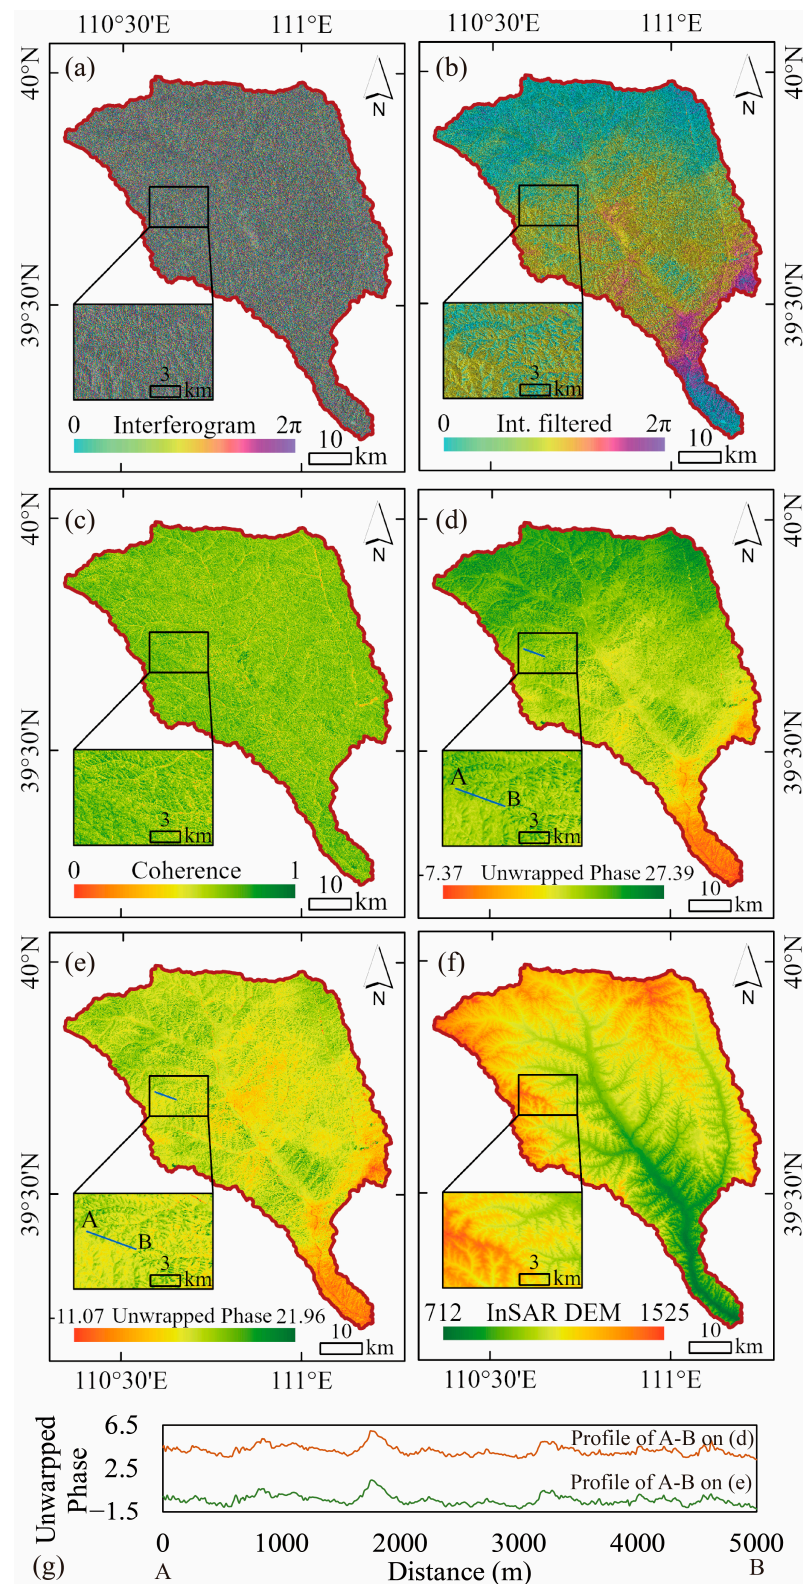 110°30'E 111°E
(a) N
40°N
39°30'N
3
km
0 Interferogram 2π
10
km
(b) N
40°N
39°30'N
3
km
0 Int. filtered 2π
10
km
(c) N
40°N
39°30'N
3
km
0 Coherence 1
10
km
(d) N
40°N
39°30'N
A
B
3
km
-7.37 Unwrapped Phase 27.39
10
km
(e) N
40°N
39°30'N
A
B
3
km
-11.07 Unwrapped Phase 21.96
10
km
(f) N
40°N
39°30'N
3
km
712 InSAR DEM 1525
10
km
110°30'E 111°E
110°30'E 111°E
110°30'E 111°E
Unwarpped
Phase
6.5
2.5
−1.5
Profile of A-B on (d)
Profile of A-B on (e)
0 1000 2000 3000 4000 5000
(g) A Distance (m) B